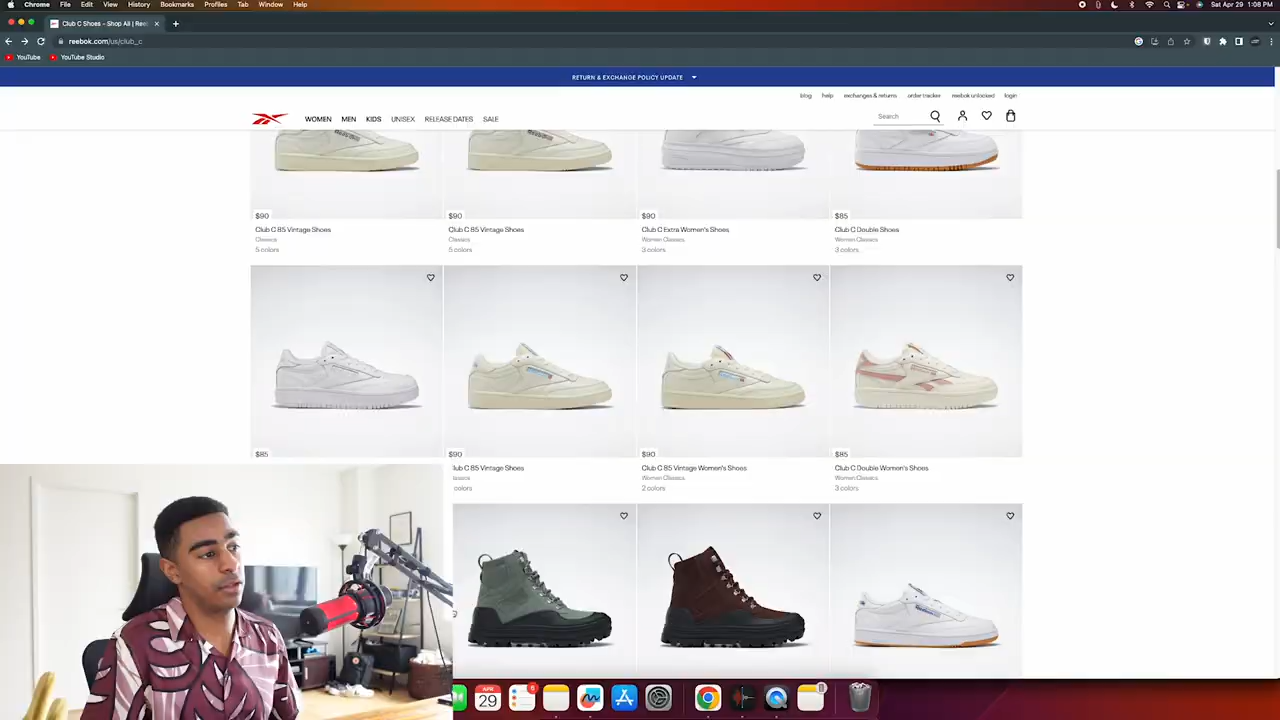 Chrome File Edit View History Bookmarks Profiles Tab Window Help
Sat Apr 29 1:08 PM
Club C Shoes - Shop All | Ree
reebok.com/us/club_c
YouTube YouTube Studio
RETURN & EXCHANGE POLICY UPDATE
blog help exchanges & returns order tracker reebok unlocked login
WOMEN MEN KIDS UNISEX RELEASE DATES SALE
Search
$90 $90 $90 $85
Club C 85 Vintage Shoes Club C 85 Vintage Shoes Club C Extra Women's Shoes Club C Double Shoes
Classics Classics Women Classics Women Classics
5 colors 5 colors 3 colors 3 colors
$85 $90 $90 $85
lub C 85 Vintage Shoes Club C 85 Vintage Women's Shoes Club C Double Women's Shoes
lassics Women Classics Women Classics
colors 2 colors 3 colors
APR
29